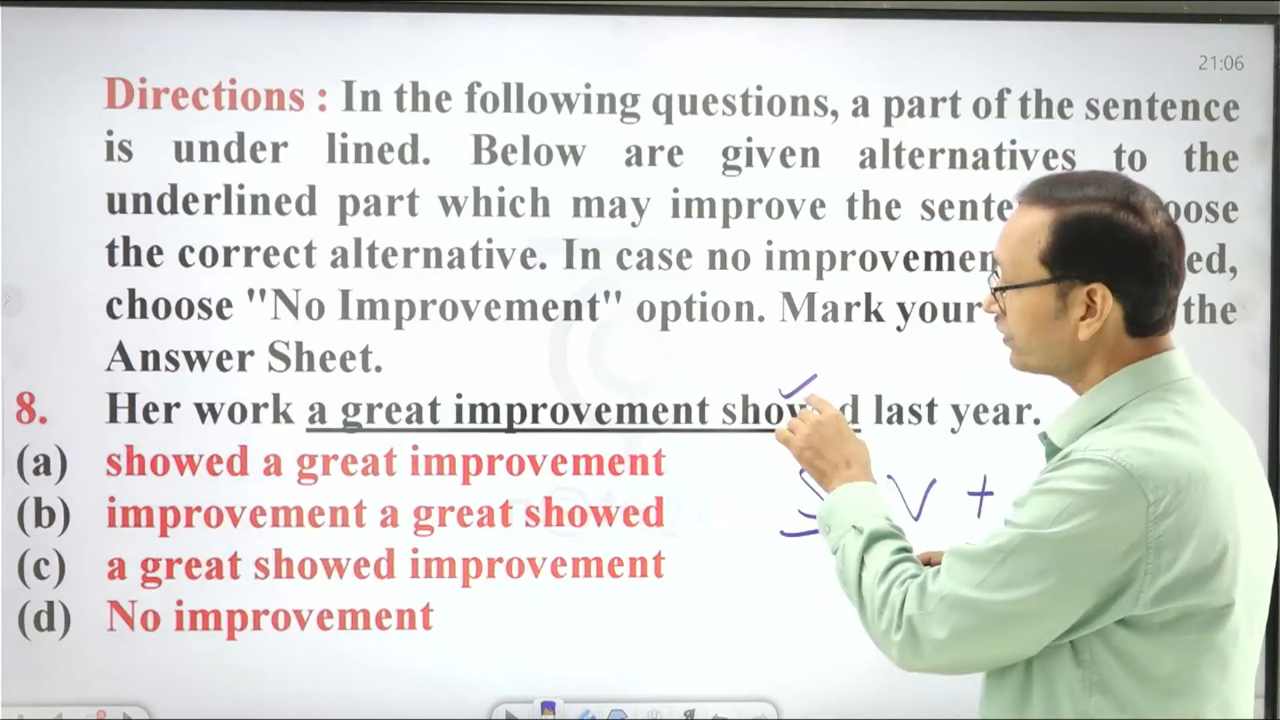 21:06
Directions : In the following questions, a part of the sentence
is under lined. Below are given alternatives to the
underlined part which may improve the
the correct alternative. In case no
choose "No Improvement" option. Mark your the
Answer Sheet.
8. Her work a great improvement showed last year.
(a) showed a great improvement
(b) improvement a great showed
(c) a great showed improvement
(d) No improvement
S V +